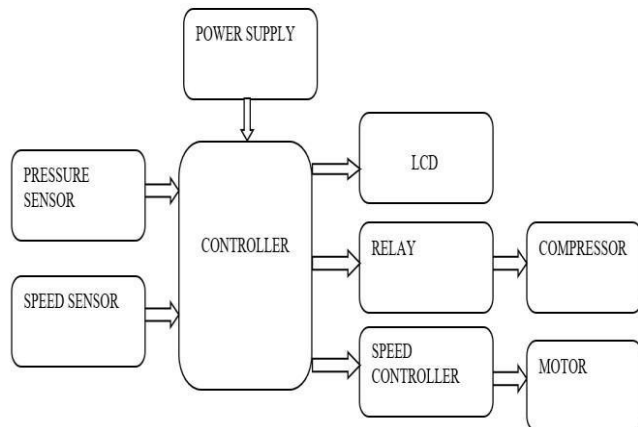 POWER SUPPLY
PRESSURE
SENSOR
SPEED SENSOR
CONTROLLER
LCD
RELAY
COMPRESSOR
SPEED
CONTROLLER
MOTOR